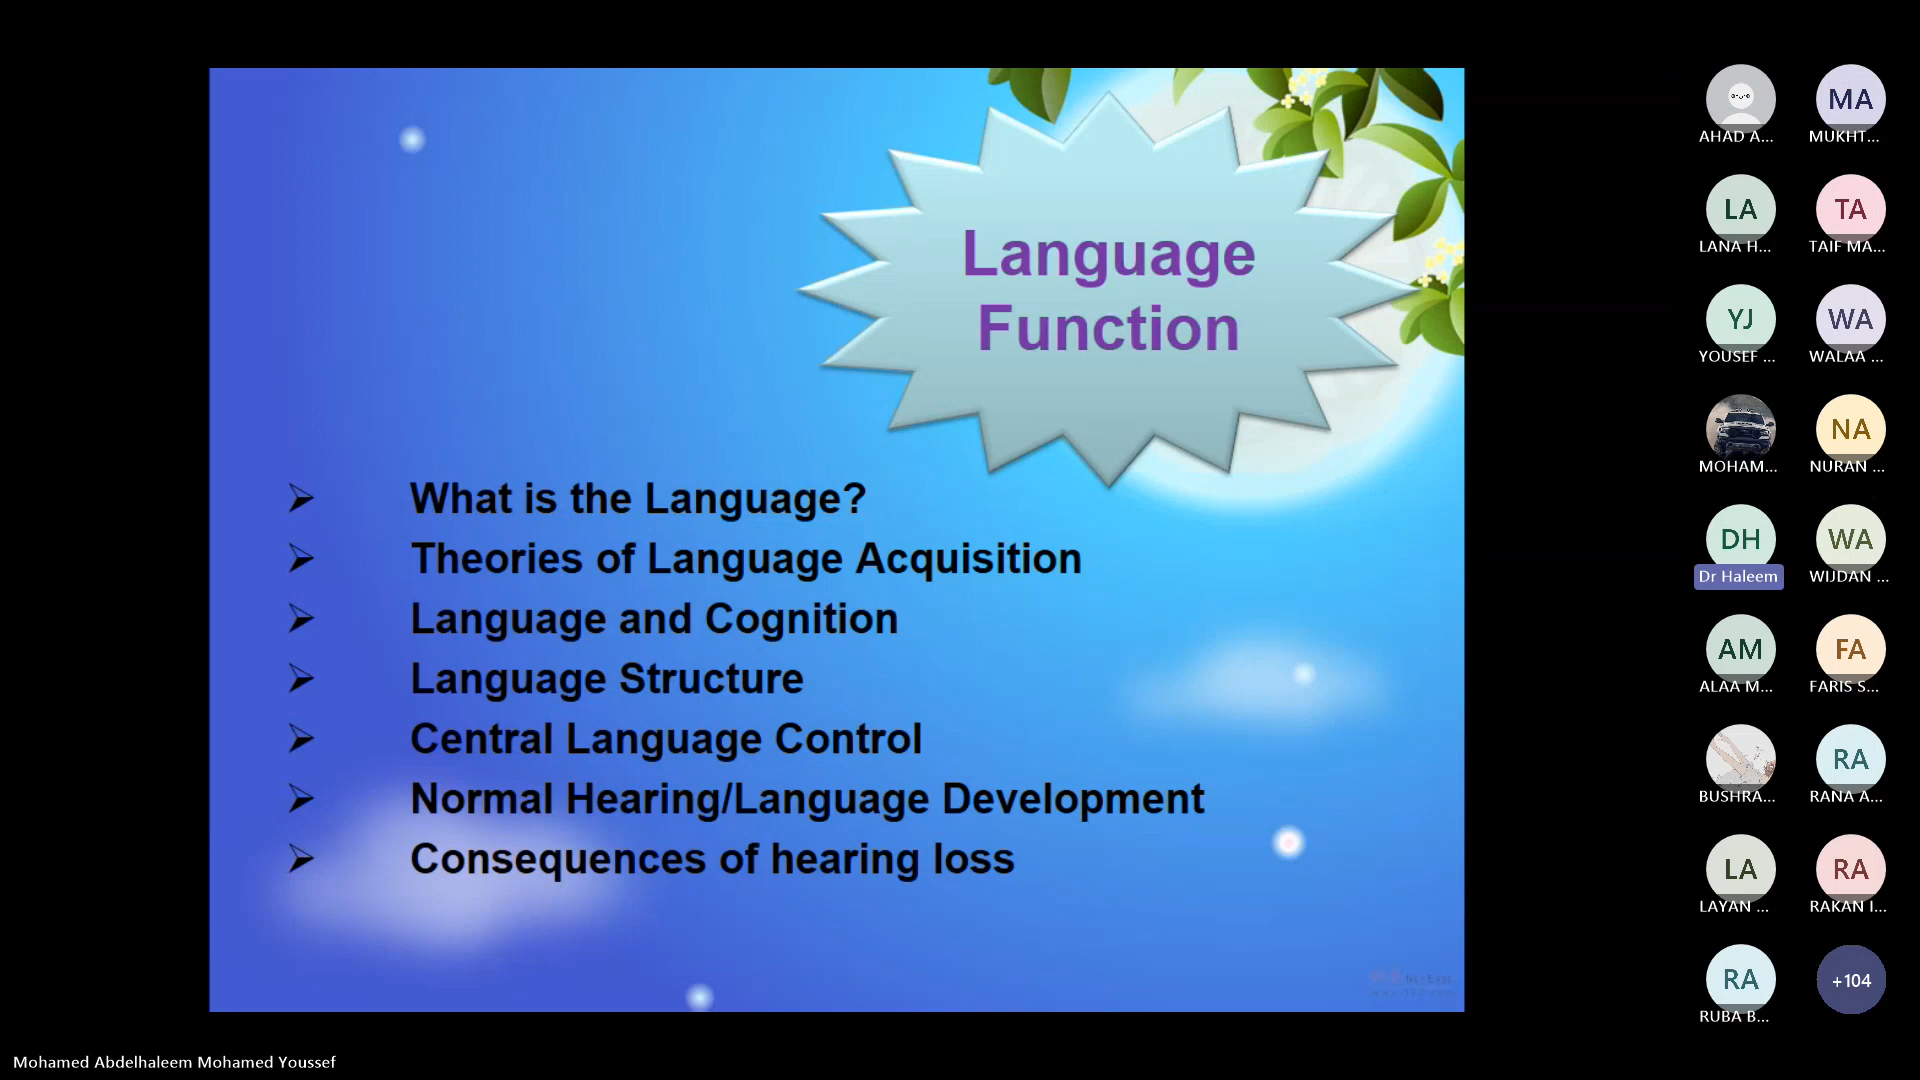 Language
Function
What is the Language?
Theories of Language Acquisition
Language and Cognition
Language Structure
Central Language Control
Normal Hearing/Language Development
Consequences of hearing loss
AHAD A...
MA
MUKHT...
LA
LANA H...
TA
TAIF MA...
YJ
YOUSEF ...
WA
WALAA ...
MOHAM...
NA
NURAN ...
DH
Dr Haleem
WA
WIJDAN ...
AM
ALAA M...
FA
FARIS S...
BUSHRA...
RA
RANA A...
LA
LAYAN ...
RA
RAKAN I...
RA
RUBA B...
+104
Mohamed Abdelhaleem Mohamed Youssef